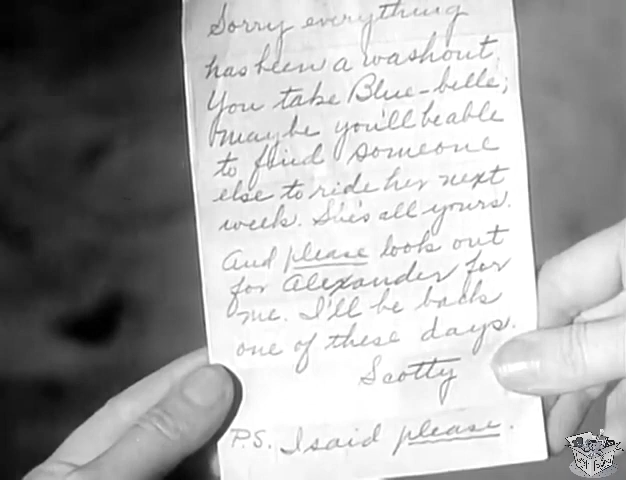 Sorry everything
has been a washout.
You take Blue-belle;
maybe you'll be able
to find someone
else to ride her next
week. She's all yours.
And please look out
for Alexander for
me. I'll be back
one of these days.
Scotty
P.S. I said please.